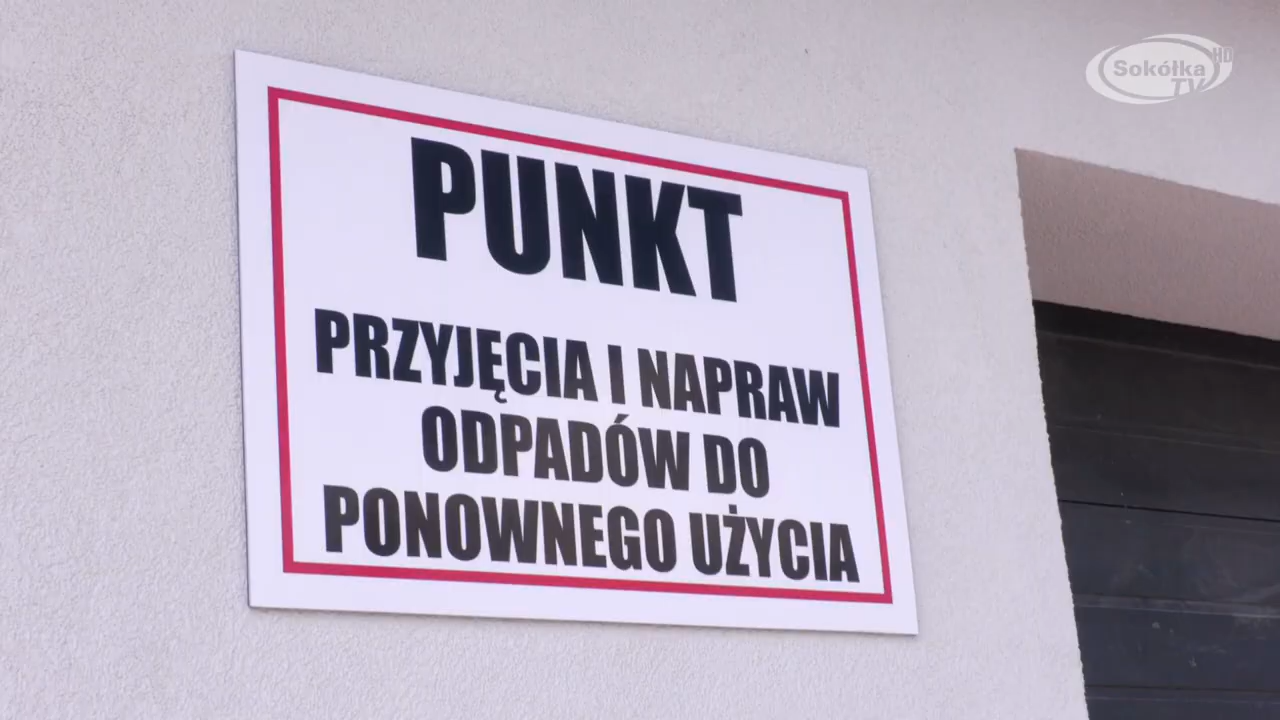 PUNKT
PRZYJĘCIA I NAPRAW
ODPADÓW DO
PONOWNEGO UŻYCIA
Sokółka
TV
HD